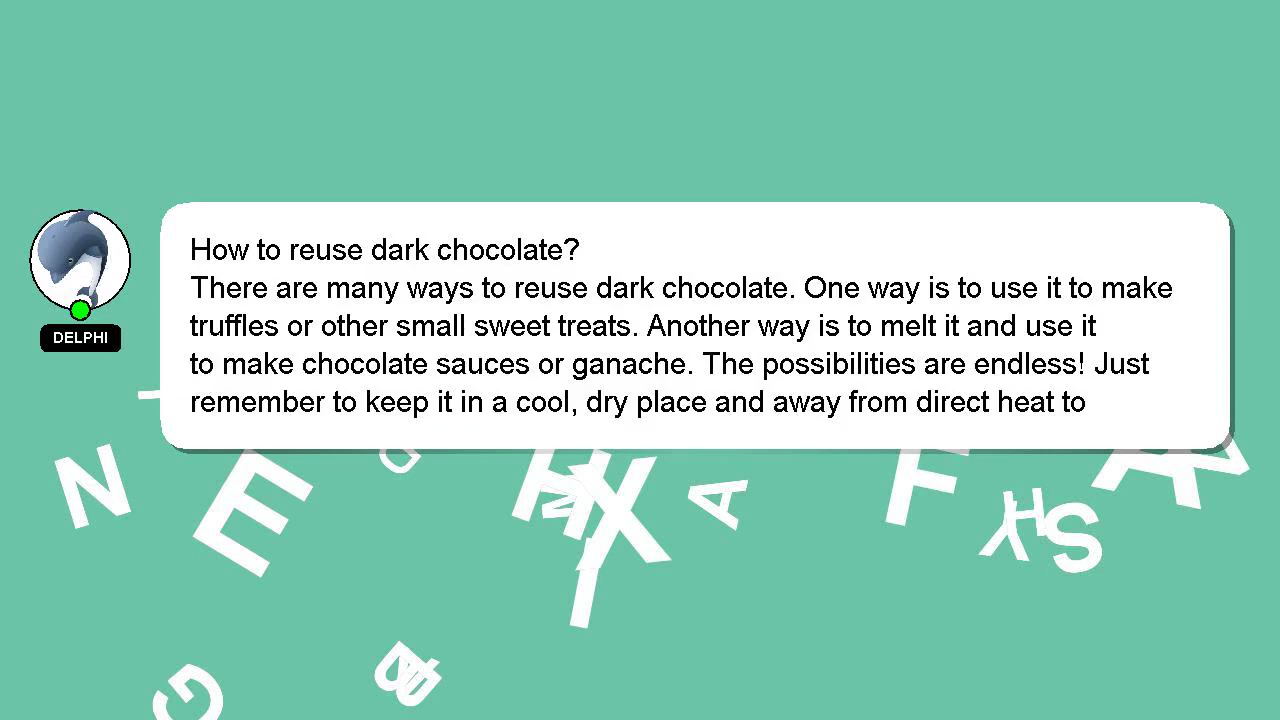 How to reuse dark chocolate?
There are many ways to reuse dark chocolate. One way is to use it to make
truffles or other small sweet treats. Another way is to melt it and use it
to make chocolate sauces or ganache. The possibilities are endless! Just
remember to keep it in a cool, dry place and away from direct heat to
DELPHI
N
E
D
H
N
X
I
A
F
H
Y
S
A
Z
G
B